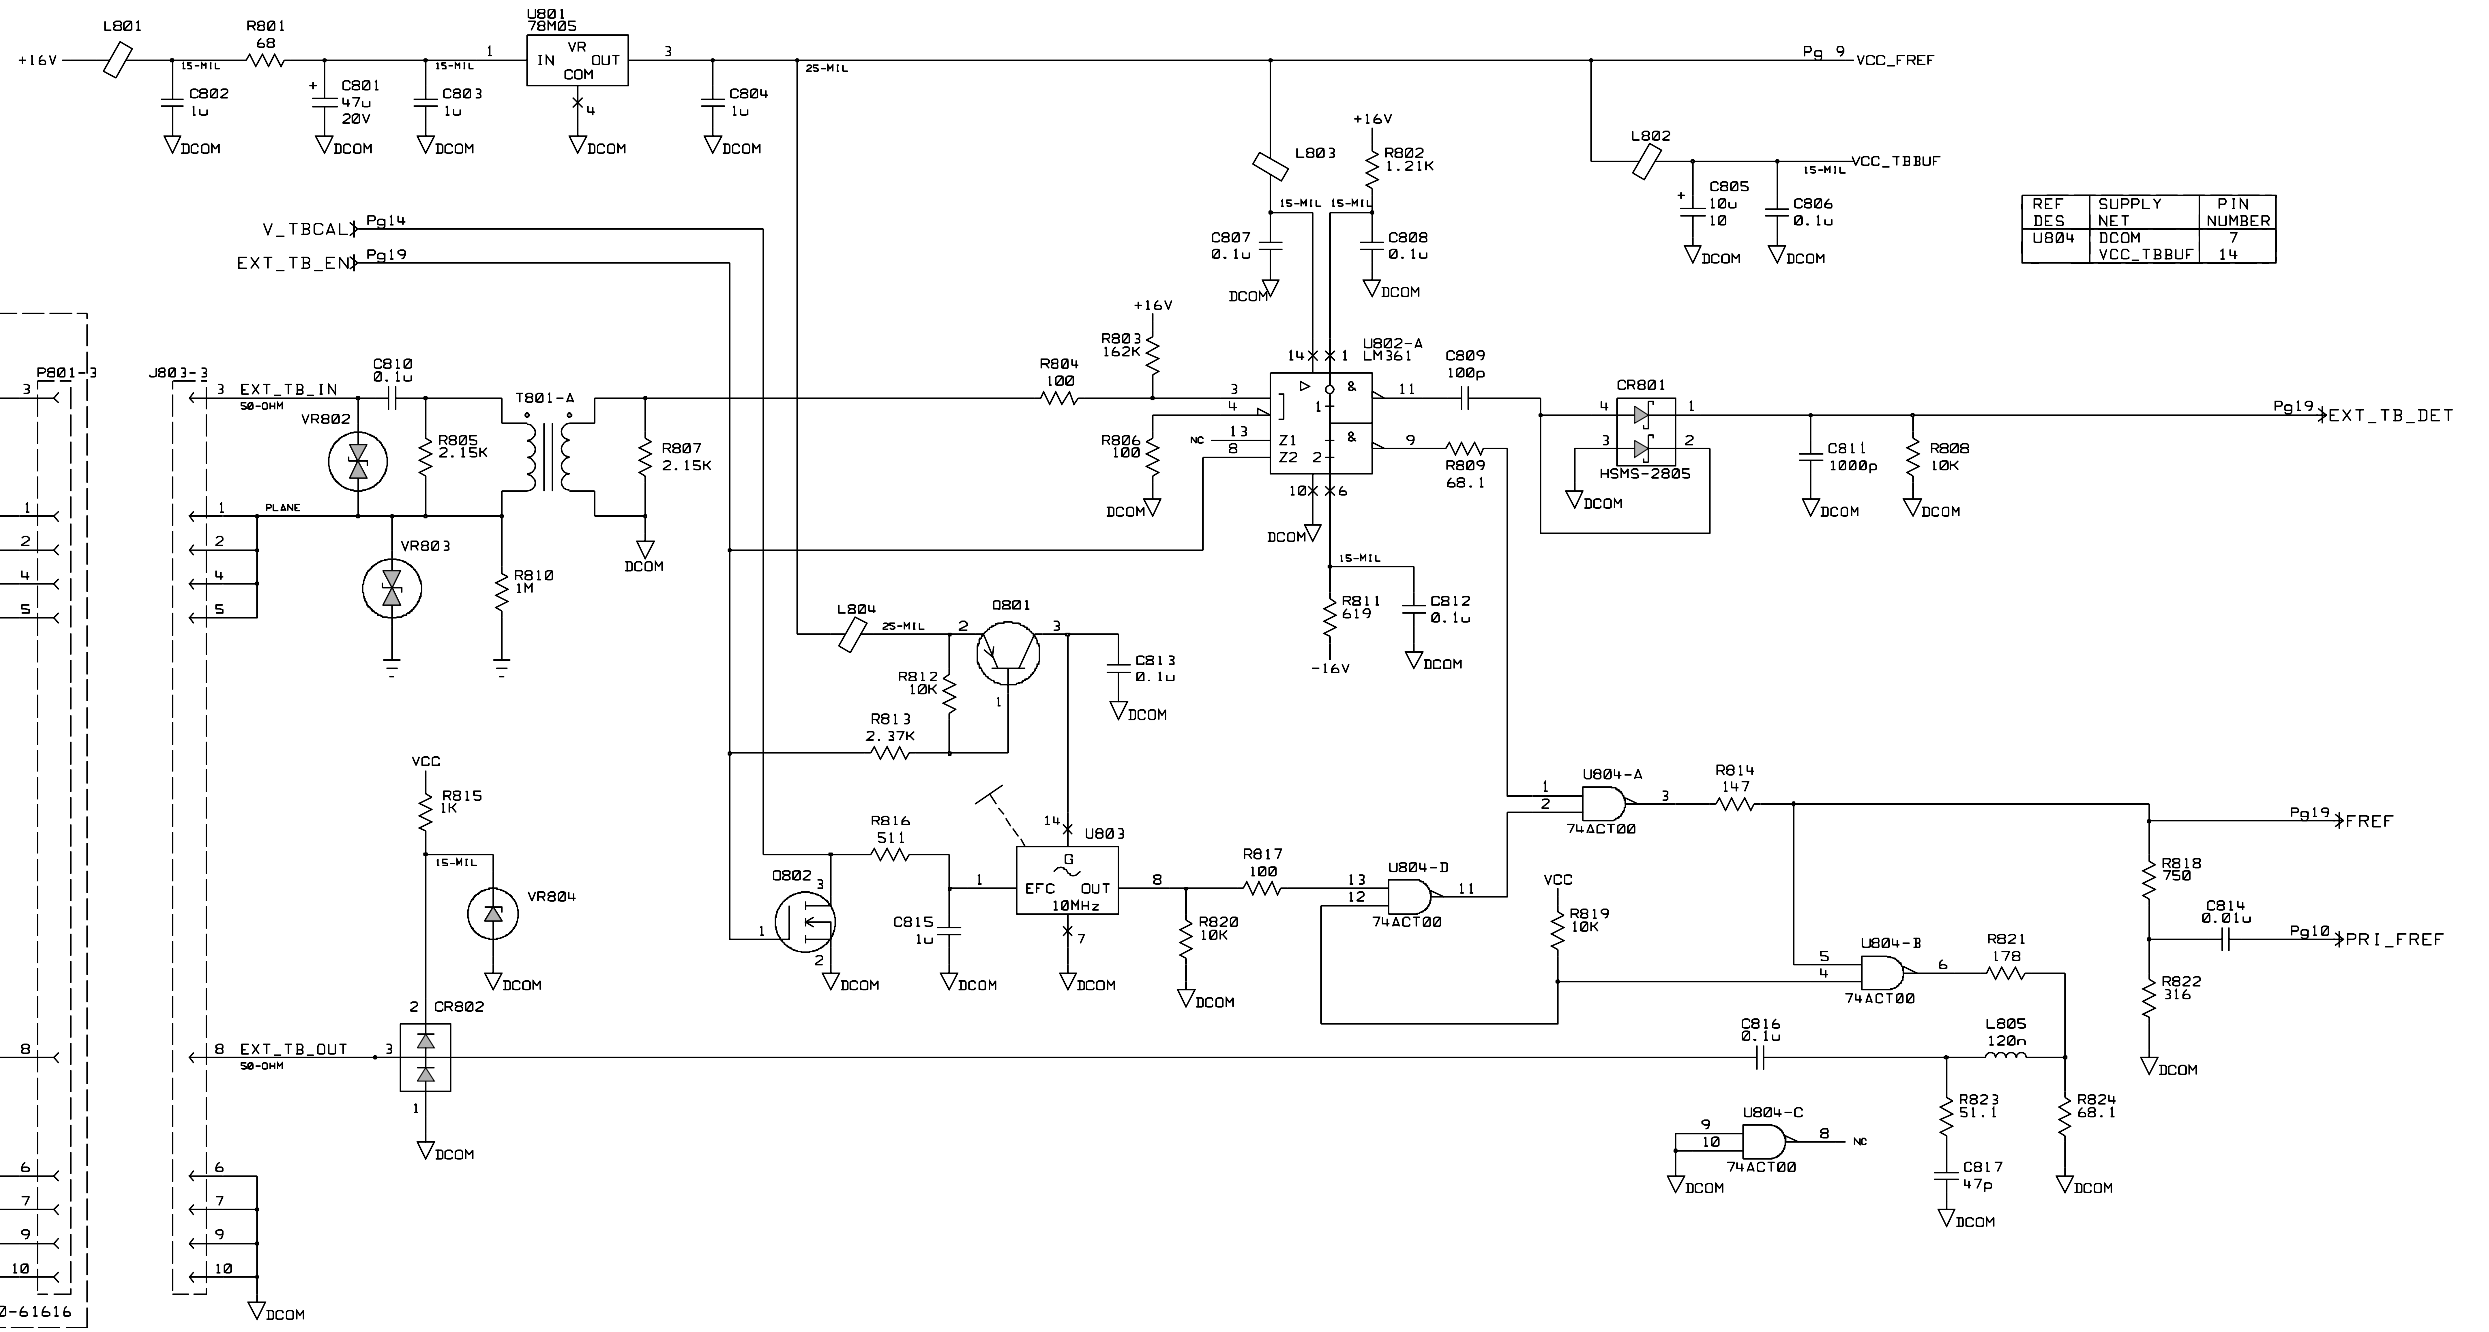 L801
R801
68
U801
78M05
+16V
15-MIL
15-MIL
1
IN
VR
OUT
COM
3
4
25-MIL
Pg 9
VCC_FREF
C802
1u
+
C801
47u
20V
C803
1u
C804
1u
DCOM
DCOM
DCOM
DCOM
DCOM
+16V
L803
R802
1.21K
L802
VCC_TBBUF
15-MIL
15-MIL
15-MIL
+
C805
10u
10
C806
0.1u
DCOM
DCOM
REF DES
SUPPLY NET
PIN NUMBER
U804
DCOM
7
VCC_TBBUF
14
V_TBCAL
Pg14
EXT_TB_EN
Pg19
C807
0.1u
C808
0.1u
DCOM
DCOM
+16V
R803
162K
R804
100
R806
100
DCOM
14
1
U802-A
LM361
3
4
NC
13
8
Z1
Z2
1
2
&
&
11
9
10
6
DCOM
C809
100p
R809
68.1
CR801
4
1
3
2
HSMS-2805
DCOM
Pg19
EXT_TB_DET
C811
1000p
R808
10K
DCOM
DCOM
P801-3
J803-3
3
3
EXT_TB_IN
50-OHM
C810
0.1u
VR802
R805
2.15K
T801-A
R807
2.15K
DCOM
1
1
PLANE
2
2
4
4
5
5
VR803
R810
1M
15-MIL
R811
619
-16V
C812
0.1u
DCOM
L804
25-MIL
2
Q801
3
1
R812
10K
C813
0.1u
DCOM
R813
2.37K
VCC
R815
1K
15-MIL
VR804
DCOM
R816
511
Q802
3
1
2
DCOM
C815
1u
DCOM
14
U803
G
1
EFC
OUT
10MHz
8
7
DCOM
R817
100
R820
10K
DCOM
U804-D
13
12
11
74ACT00
U804-A
1
2
3
74ACT00
R814
147
VCC
R819
10K
U804-B
5
4
6
74ACT00
R821
178
Pg19
FREF
R818
750
C814
0.01u
Pg10
PRI_FREF
R822
316
DCOM
2
CR802
8
8
EXT_TB_OUT
50-OHM
3
1
DCOM
C816
0.1u
L805
120n
R823
51.1
R824
68.1
C817
47p
DCOM
DCOM
U804-C
9
10
8
NC
74ACT00
DCOM
6
6
7
7
9
9
10
10
DCOM
0-61616